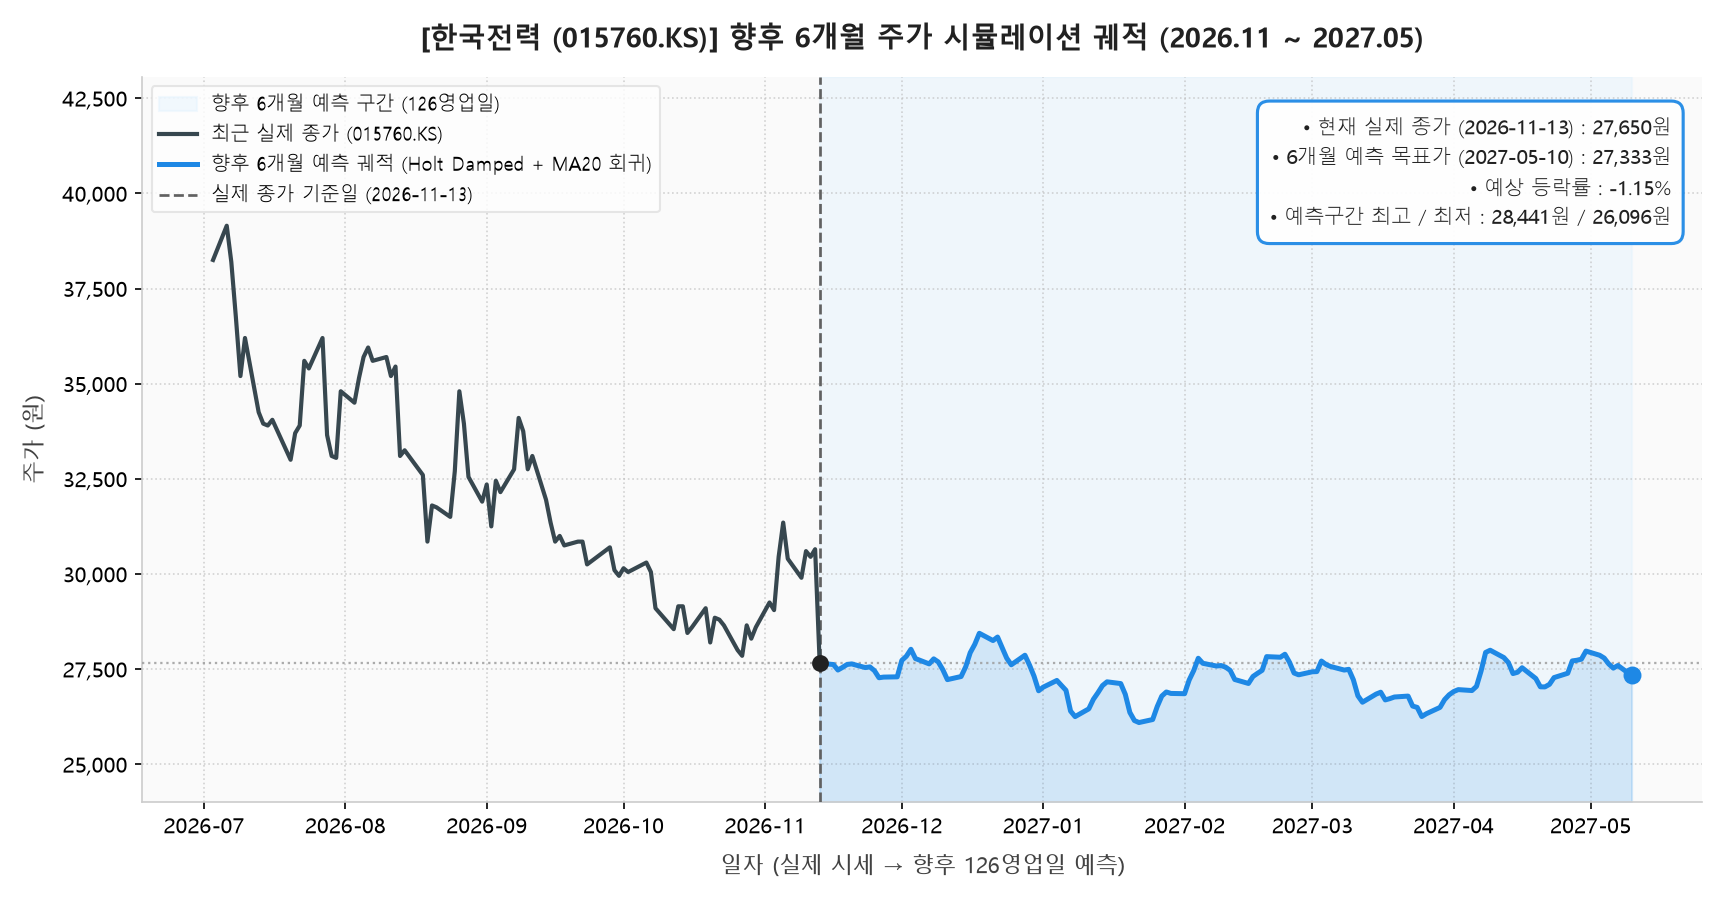 [한국전력 (015760.KS)] 향후 6개월 주가 시뮬레이션 궤적 (2026.11 ~ 2027.05)
향후 6개월 예측 구간 (126영업일)
최근 실제 종가 (015760.KS)
향후 6개월 예측 궤적 (Holt Damped + MA20 회귀)
실제 종가 기준일 (2026-11-13)
• 현재 실제 종가 (2026-11-13) : 27,650원
• 6개월 예측 목표가 (2027-05-10) : 27,333원
• 예상 등락률 : -1.15%
• 예측구간 최고 / 최저 : 28,441원 / 26,096원
주가 (원)
42,500
40,000
37,500
35,000
32,500
30,000
27,500
25,000
2026-07 2026-08 2026-09 2026-10 2026-11 2026-12 2027-01 2027-02 2027-03 2027-04 2027-05
일자 (실제 시세 → 향후 126영업일 예측)